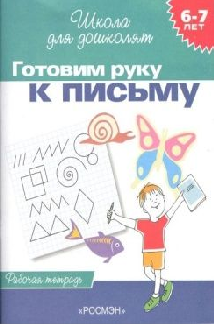 Школа
для дошколят
6-7
ЛЕТ
Готовим руку
к письму
Рабочая тетрадь
«РОСМЭН»